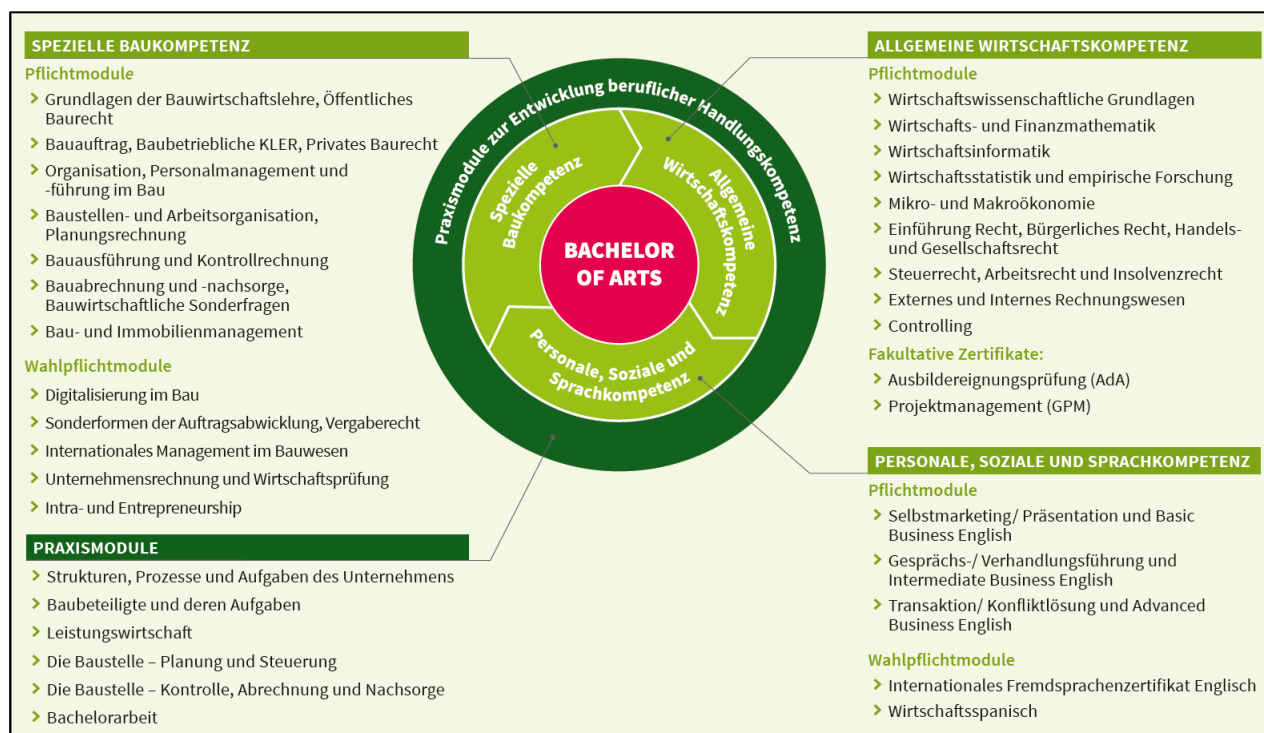 SPEZIELLE BAUKOMPETENZ
Pflichtmodule
Grundlagen der Bauwirtschaftslehre, Öffentliches
Baurecht
Bauauftrag, Baubetriebliche KLER, Privates Baurecht
Organisation, Personalmanagement und
-führung im Bau
Baustellen- und Arbeitsorganisation,
Planungsrechnung
Bauausführung und Kontrollrechnung
Bauabrechnung und -nachsorge,
Bauwirtschaftliche Sonderfragen
Bau- und Immobilienmanagement
Wahlpflichtmodule
Digitalisierung im Bau
Sonderformen der Auftragsabwicklung, Vergaberecht
Internationales Management im Bauwesen
Unternehmensrechnung und Wirtschaftsprüfung
Intra- und Entrepreneurship
PRAXISMODULE
Strukturen, Prozesse und Aufgaben des Unternehmens
Baubeteiligte und deren Aufgaben
Leistungswirtschaft
Die Baustelle – Planung und Steuerung
Die Baustelle – Kontrolle, Abrechnung und Nachsorge
Bachelorarbeit
Praxismodule zur Entwicklung beruflicher Handlungskompetenz
Spezielle
Baukompetenz
Allgemeine
Wirtschaftskompetenz
BACHELOR
OF ARTS
Personale, Soziale und
Sprachkompetenz
ALLGEMEINE WIRTSCHAFTSKOMPETENZ
Pflichtmodule
Wirtschaftswissenschaftliche Grundlagen
Wirtschafts- und Finanzmathematik
Wirtschaftsinformatik
Wirtschaftsstatistik und empirische Forschung
Mikro- und Makroökonomie
Einführung Recht, Bürgerliches Recht, Handels-
und Gesellschaftsrecht
Steuerrecht, Arbeitsrecht und Insolvenzrecht
Externes und Internes Rechnungswesen
Controlling
Fakultative Zertifikate:
Ausbildereignungsprüfung (AdA)
Projektmanagement (GPM)
PERSONALE, SOZIALE UND SPRACHKOMPETENZ
Pflichtmodule
Selbstmarketing/ Präsentation und Basic
Business English
Gesprächs-/ Verhandlungsführung und
Intermediate Business English
Transaktion/ Konfliktlösung und Advanced
Business English
Wahlpflichtmodule
Internationales Fremdsprachenzertifikat Englisch
Wirtschaftsspanisch